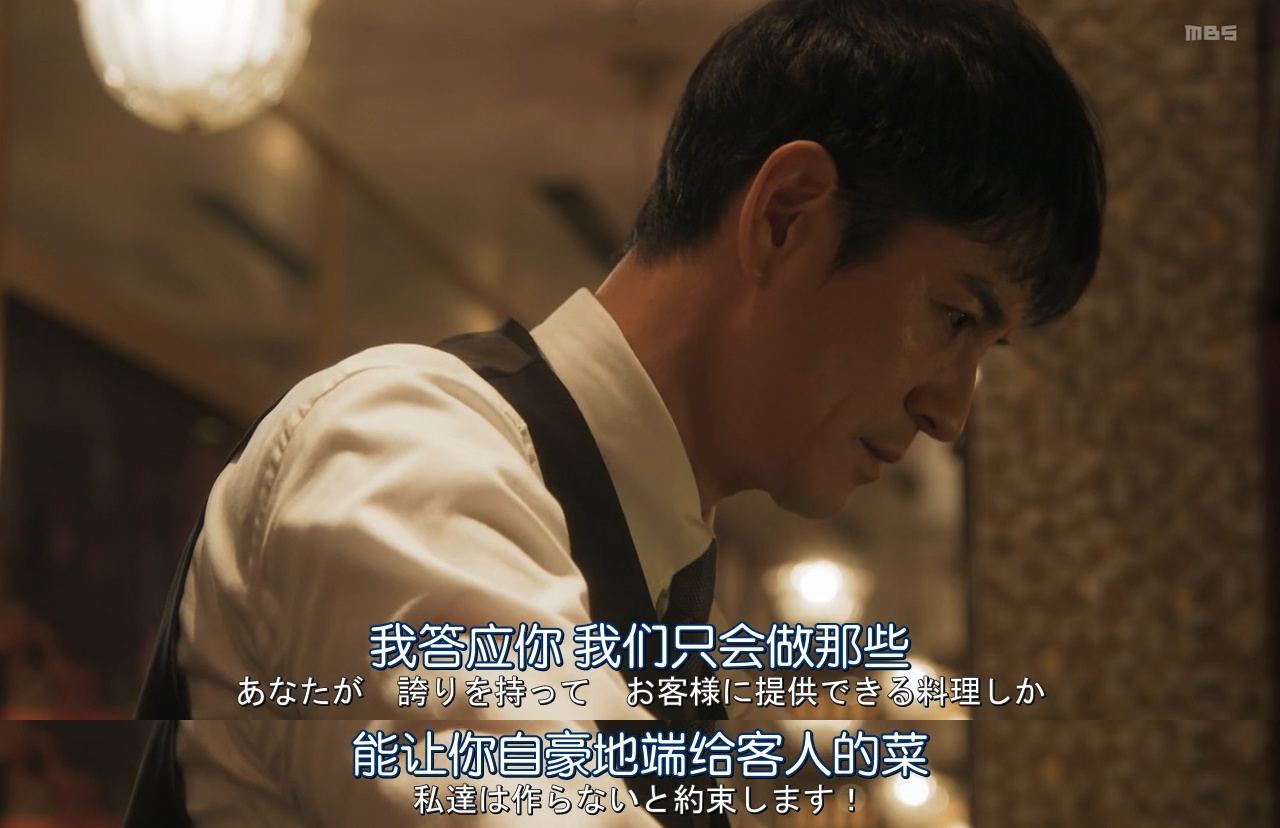 MBS
我答应你 我们只会做那些
あなたが　誇りを持って　お客様に提供できる料理しか
能让你自豪地端给客人的菜
私達は作らないと約束します！